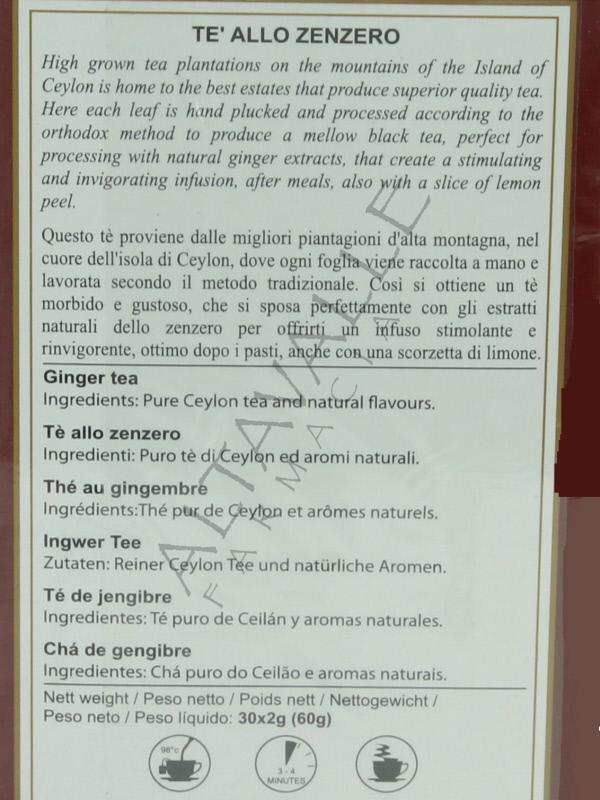 TE' ALLO ZENZERO
High grown tea plantations on the mountains of the Island of
Ceylon is home to the best estates that produce superior quality tea.
Here each leaf is hand plucked and processed according to the
orthodox method to produce a mellow black tea, perfect for
processing with natural ginger extracts, that create a stimulating
and invigorating infusion, after meals, also with a slice of lemon
peel.
Questo tè proviene dalle migliori piantagioni d'alta montagna, nel
cuore dell'isola di Ceylon, dove ogni foglia viene raccolta a mano e
lavorata secondo il metodo tradizionale. Così si ottiene un tè
morbido e gustoso, che si sposa perfettamente con gli estratti
naturali dello zenzero per offrirti un infuso stimolante e
rinvigorente, ottimo dopo i pasti, anche con una scorzetta di limone.
Ginger tea
Ingredients: Pure Ceylon tea and natural flavours.
Tè allo zenzero
Ingredienti: Puro tè di Ceylon ed aromi naturali.
Thé au gingembre
Ingrédients:Thé pur de Ceylon et arômes naturels.
Ingwer Tee
Zutaten: Reiner Ceylon Tee und natürliche Aromen.
Té de jengibre
Ingredientes: Té puro de Ceilán y aromas naturales.
Chá de gengibre
Ingredientes: Chá puro do Ceilão e aromas naturais.
Nett weight / Peso netto / Poids nett / Nettogewicht /
Peso neto / Peso líquido: 30x2g (60g)
98°c
3 - 4
MINUTES
ALTAVALLE
FARMACIA